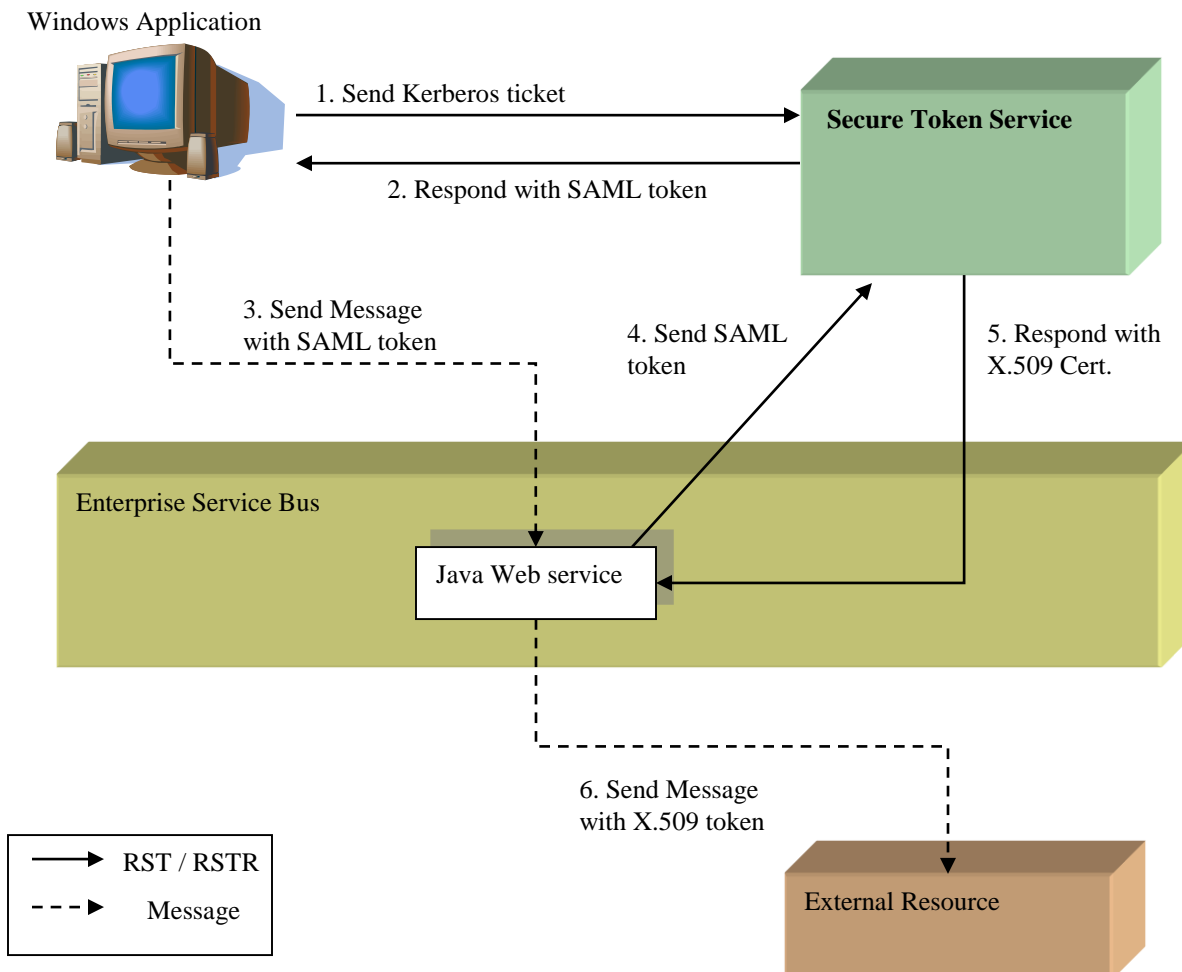 Windows Application
1. Send Kerberos ticket
Secure Token Service
2. Respond with SAML token
3. Send Message
with SAML token
4. Send SAML
token
5. Respond with
X.509 Cert.
Enterprise Service Bus
Java Web service
6. Send Message
with X.509 token
RST / RSTR
Message
External Resource